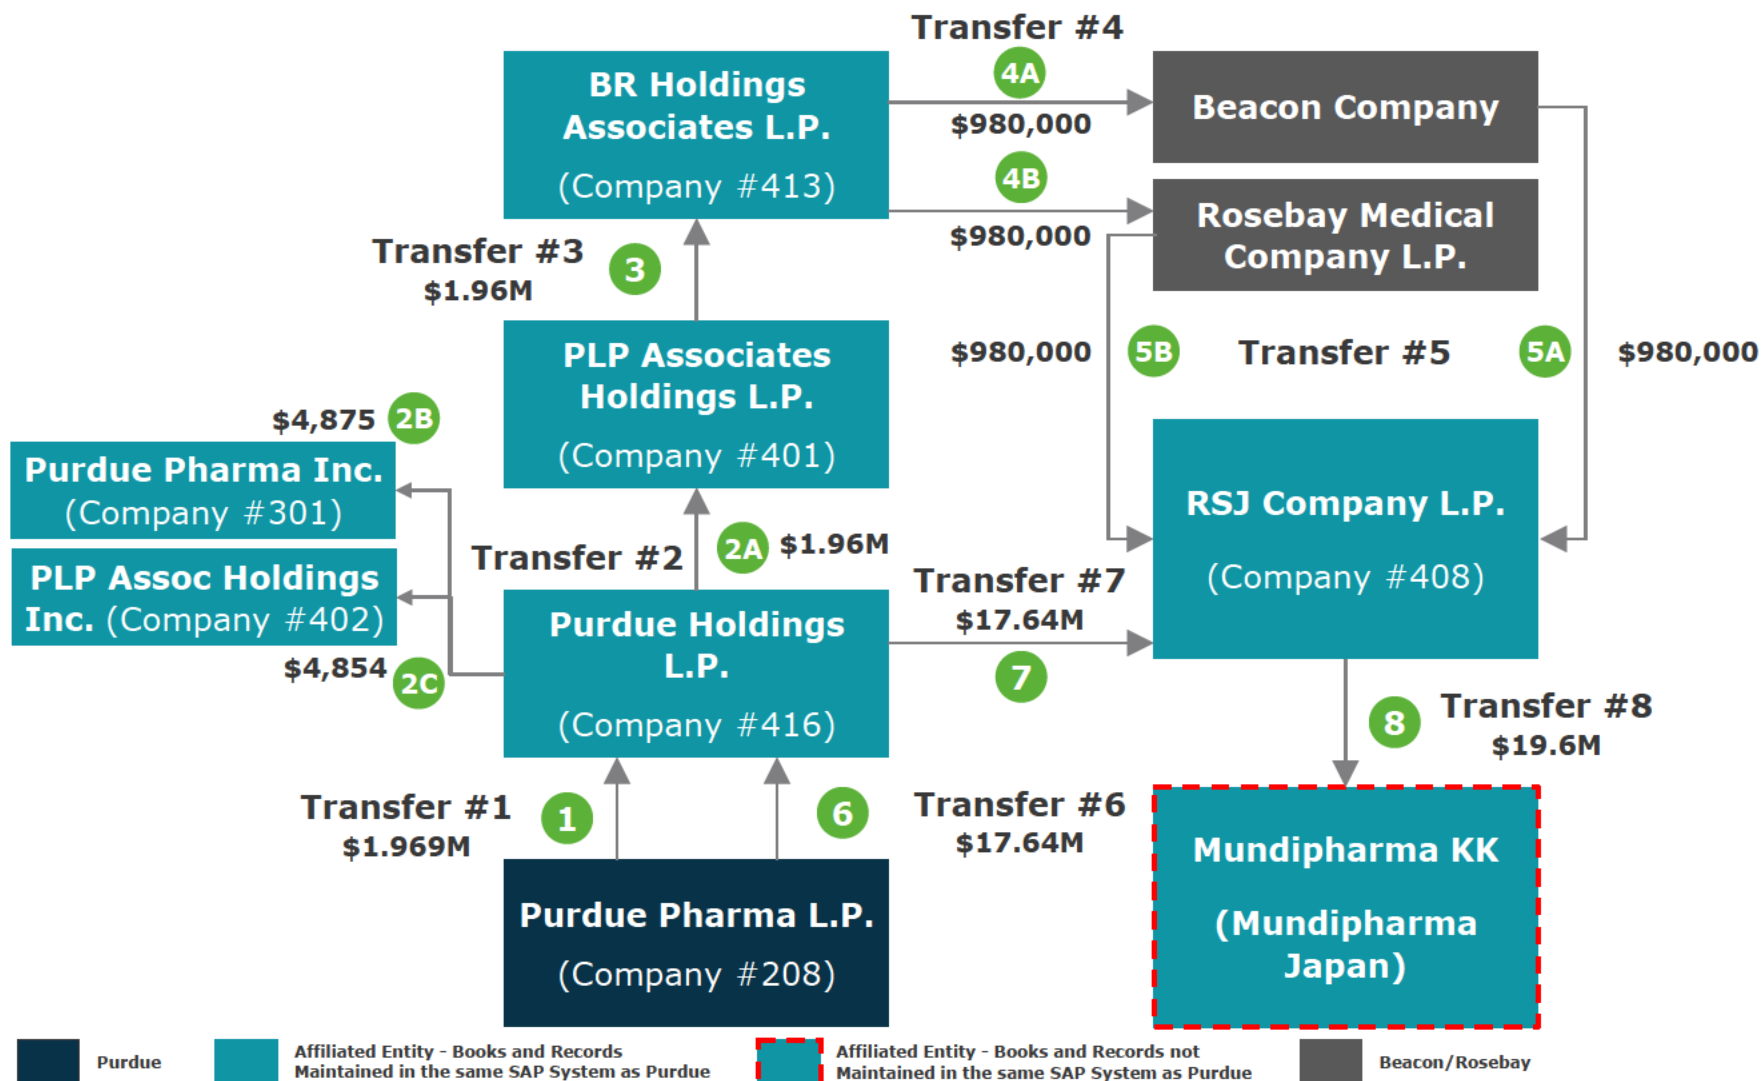 Transfer #4
4A
$980,000
4B
$980,000
BR Holdings
Associates L.P.
(Company #413)
Beacon Company
Rosebay Medical
Company L.P.
Transfer #3
$1.96M
3
$980,000
5B
Transfer #5
5A
$980,000
PLP Associates
Holdings L.P.
(Company #401)
$4,875
2B
Purdue Pharma Inc.
(Company #301)
PLP Assoc Holdings
Inc. (Company #402)
$4,854
2C
Transfer #2
2A
$1.96M
RSJ Company L.P.
(Company #408)
Purdue Holdings
L.P.
(Company #416)
Transfer #7
$17.64M
7
8
Transfer #8
$19.6M
Transfer #1
$1.969M
1
6
Transfer #6
$17.64M
Purdue Pharma L.P.
(Company #208)
Mundipharma KK
(Mundipharma
Japan)
Purdue
Affiliated Entity - Books and Records
Maintained in the same SAP System as Purdue
Affiliated Entity - Books and Records not
Maintained in the same SAP System as Purdue
Beacon/Rosebay